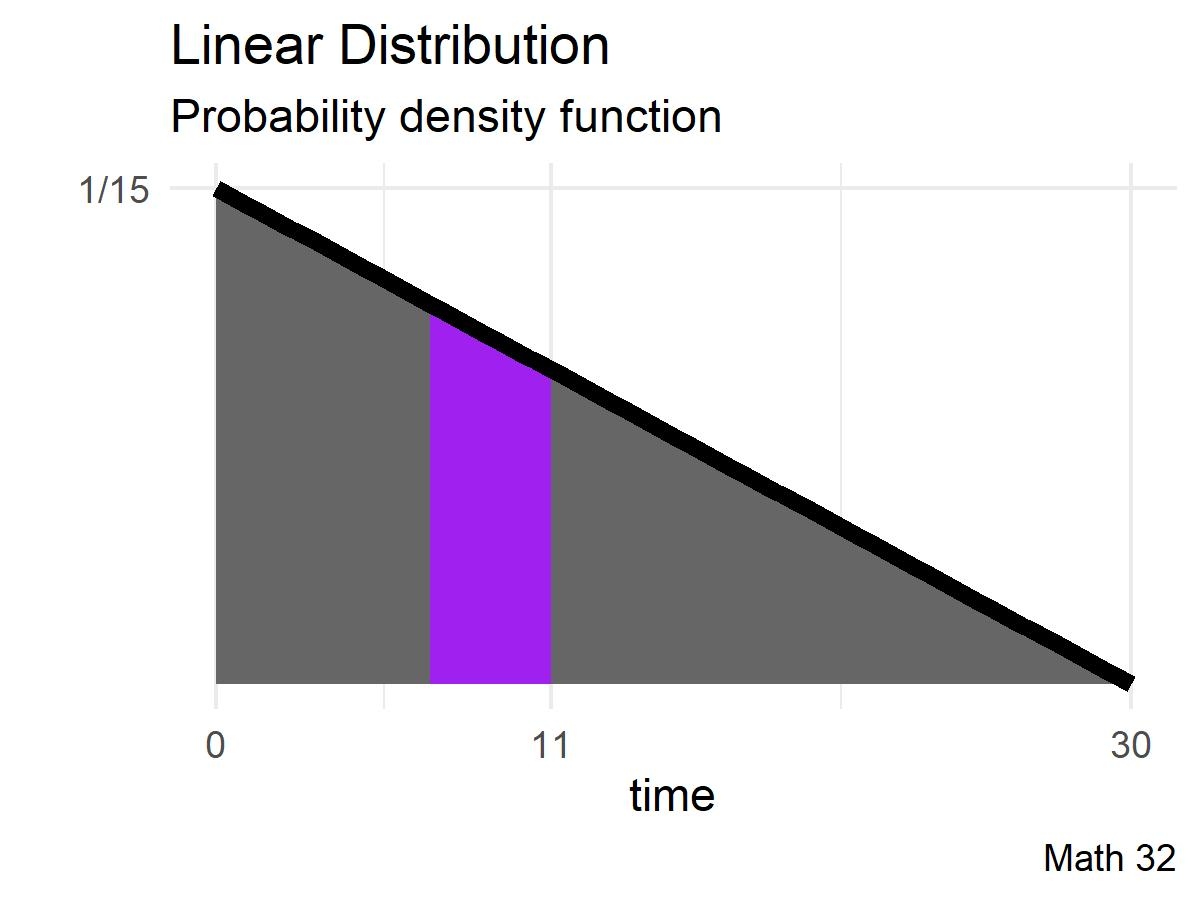 Linear Distribution
Probability density function
1/15
0 11 30
time
Math 32